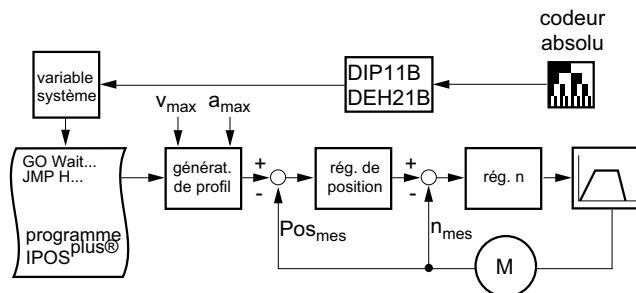 codeur
absolu
variable
système
DIP11B
DEH21B
vmax
amax
GO Wait...
JMP H...
programme
IPOSplus®
générat.
de profil
+
-
rég. de
position
+
-
rég. n
Posmes
nmes
M